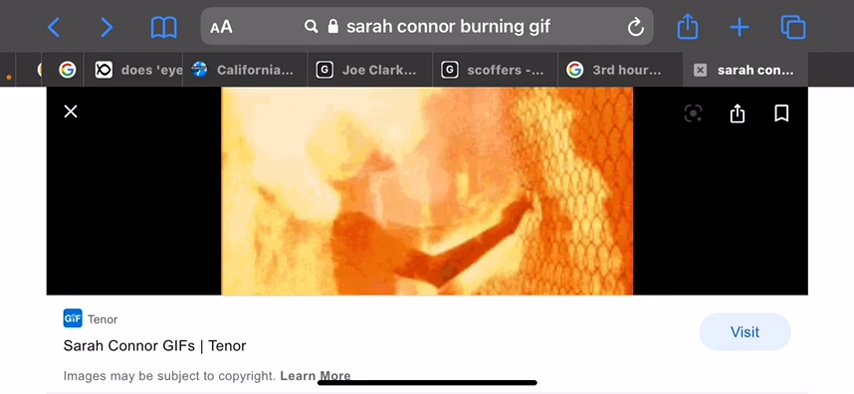 AA sarah connor burning gif
G does 'eye California... G Joe Clark... G scoffers -... G 3rd hour... sarah con...
GIF Tenor
Visit
Sarah Connor GIFs | Tenor
Images may be subject to copyright. Learn More